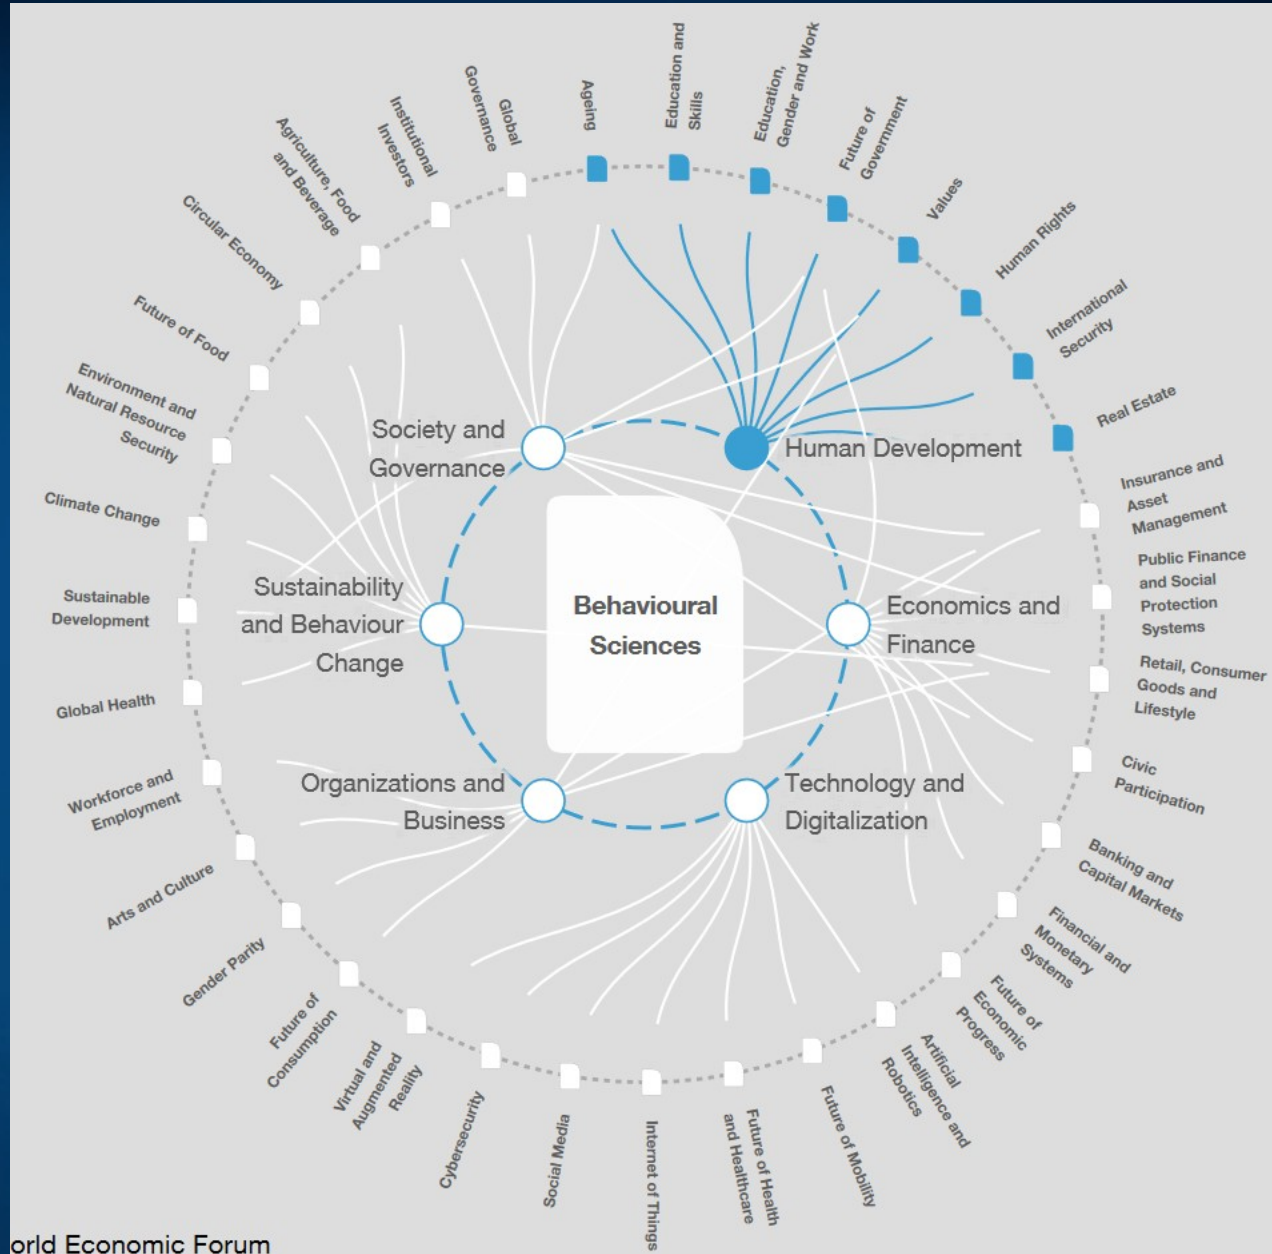 Ageing
Education and
Skills
Education,
Gender and Work
Future of
Government
Values
Human Rights
International
Security
Real Estate
Insurance and
Asset
Management
Public Finance
and Social
Protection
Systems
Retail, Consumer
Goods and
Lifestyle
Civic
Participation
Banking and
Capital Markets
Financial and
Monetary
Systems
Future of
Economic
Progress
Artificial
Intelligence and
Robotics
Future of Mobility
Future of Health
and Healthcare
Internet of Things
Social Media
Cybersecurity
Virtual and
Augmented
Reality
Future of
Consumption
Gender Parity
Arts and Culture
Workforce and
Employment
Global Health
Sustainable
Development
Climate Change
Environment and
Natural Resource
Security
Future of Food
Circular Economy
Agriculture, Food
and Beverage
Institutional
Investors
Global
Governance
Society and
Governance
Human Development
Sustainability
and Behaviour
Change
Behavioural
Sciences
Economics and
Finance
Organizations and
Business
Technology and
Digitalization
orld Economic Forum